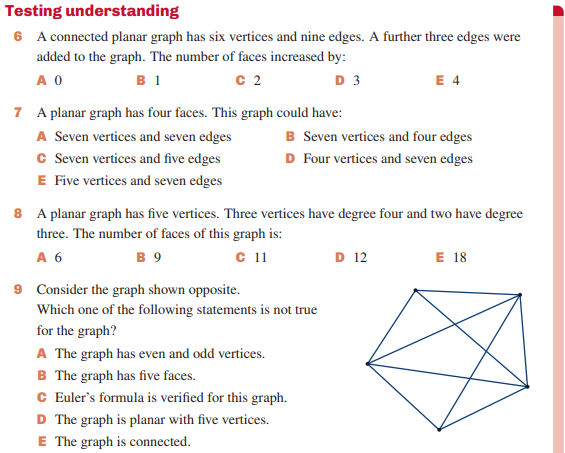 Testing understanding
6 A connected planar graph has six vertices and nine edges. A further three edges were
added to the graph. The number of faces increased by:
A 0 B 1 C 2 D 3 E 4
7 A planar graph has four faces. This graph could have:
A Seven vertices and seven edges B Seven vertices and four edges
C Seven vertices and five edges D Four vertices and seven edges
E Five vertices and seven edges
8 A planar graph has five vertices. Three vertices have degree four and two have degree
three. The number of faces of this graph is:
A 6 B 9 C 11 D 12 E 18
9 Consider the graph shown opposite.
Which one of the following statements is not true
for the graph?
A The graph has even and odd vertices.
B The graph has five faces.
C Euler's formula is verified for this graph.
D The graph is planar with five vertices.
E The graph is connected.